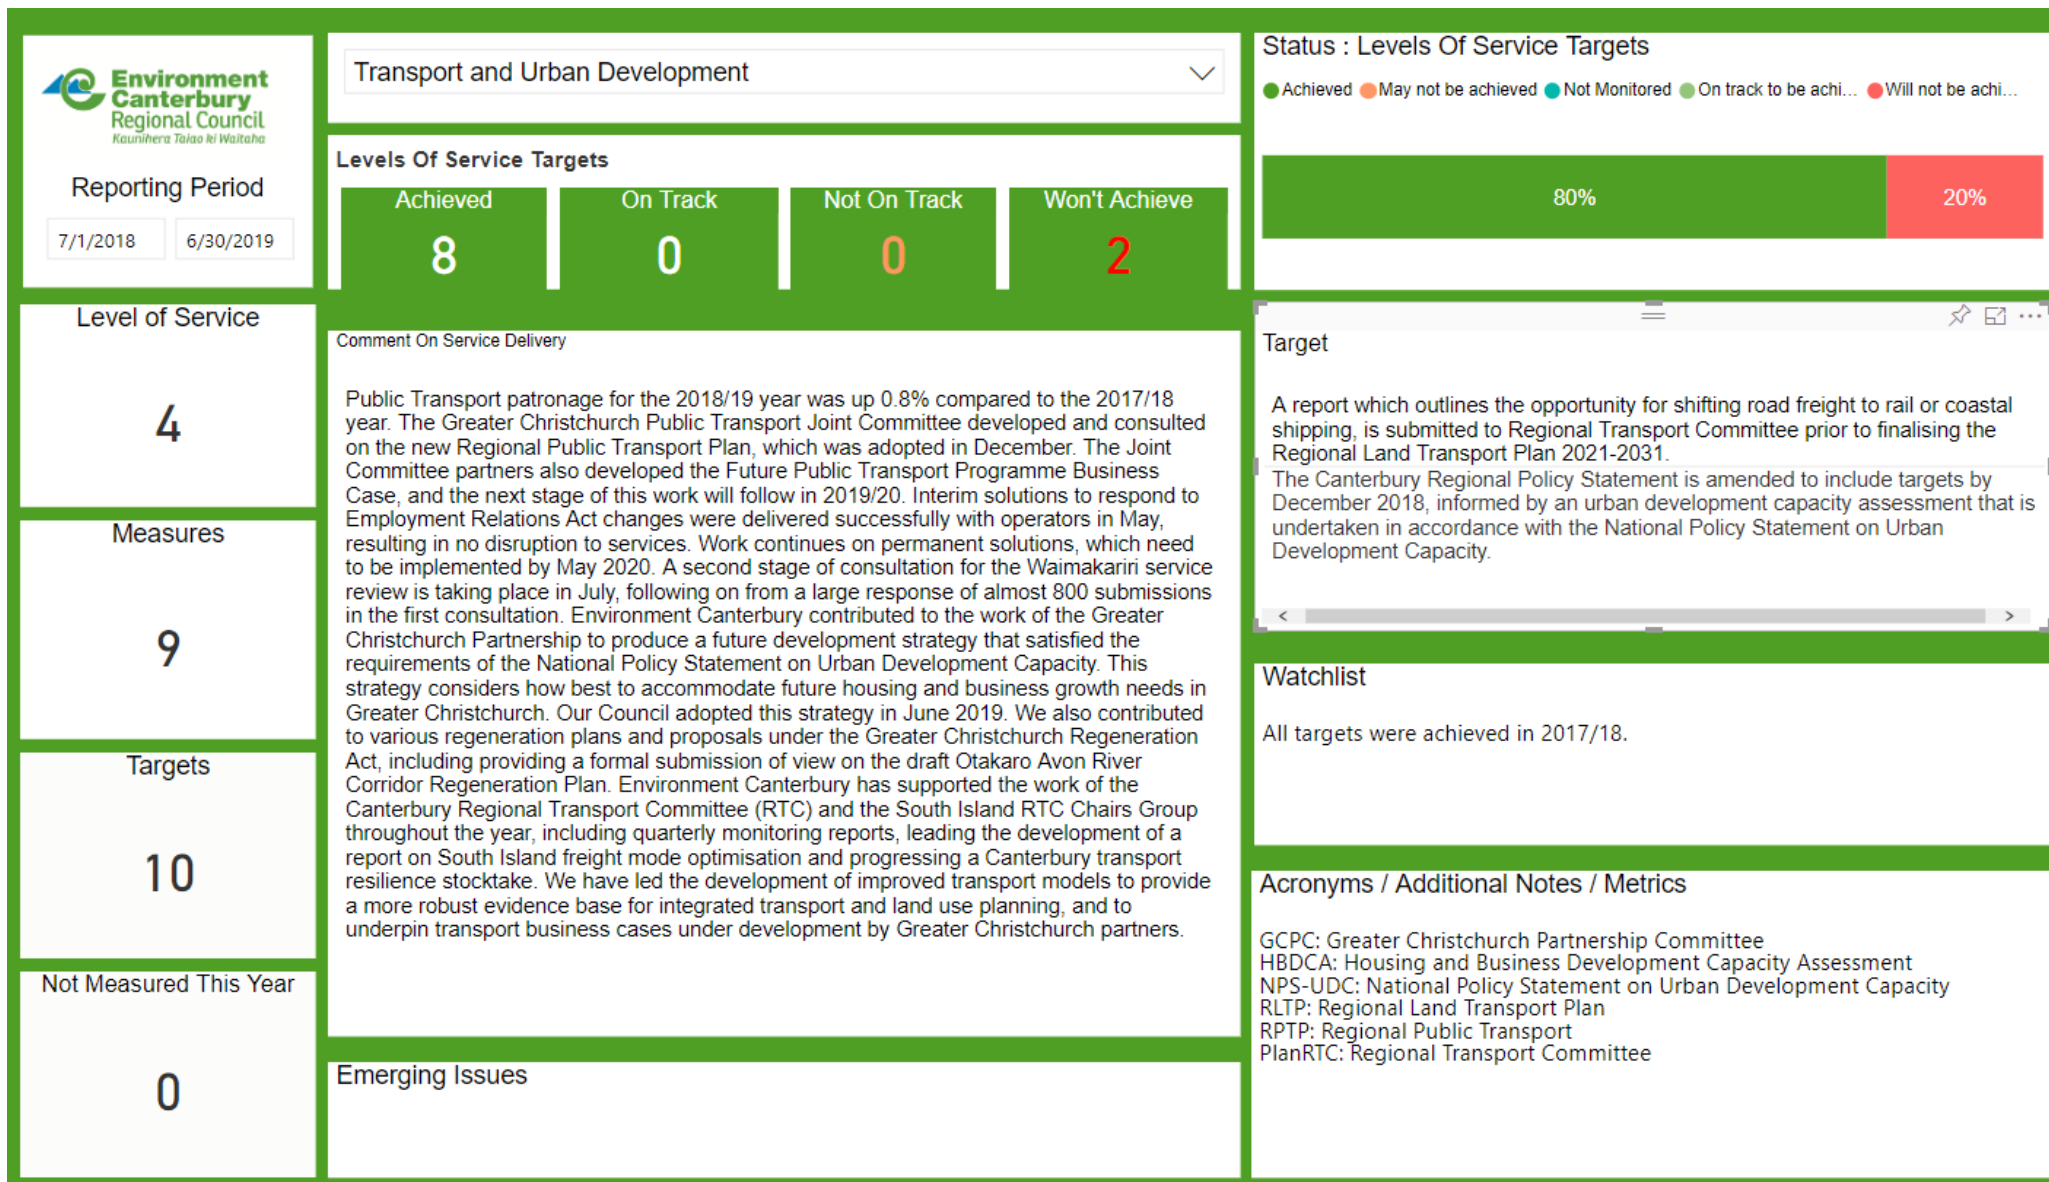 Environment
Canterbury
Regional Council
Kaunihera Taiao ki Waitaha
Reporting Period
7/1/2018
6/30/2019
Transport and Urban Development
Levels Of Service Targets
Achieved
8
On Track
0
Not On Track
0
Won't Achieve
2
Status : Levels Of Service Targets
Achieved
May not be achieved
Not Monitored
On track to be achi...
Will not be achi...
80%
20%
Level of Service
4
Measures
9
Targets
10
Not Measured This Year
0
Comment On Service Delivery
Public Transport patronage for the 2018/19 year was up 0.8% compared to the 2017/18
year. The Greater Christchurch Public Transport Joint Committee developed and consulted
on the new Regional Public Transport Plan, which was adopted in December. The Joint
Committee partners also developed the Future Public Transport Programme Business
Case, and the next stage of this work will follow in 2019/20. Interim solutions to respond to
Employment Relations Act changes were delivered successfully with operators in May,
resulting in no disruption to services. Work continues on permanent solutions, which need
to be implemented by May 2020. A second stage of consultation for the Waimakariri service
review is taking place in July, following on from a large response of almost 800 submissions
in the first consultation. Environment Canterbury contributed to the work of the Greater
Christchurch Partnership to produce a future development strategy that satisfied the
requirements of the National Policy Statement on Urban Development Capacity. This
strategy considers how best to accommodate future housing and business growth needs in
Greater Christchurch. Our Council adopted this strategy in June 2019. We also contributed
to various regeneration plans and proposals under the Greater Christchurch Regeneration
Act, including providing a formal submission of view on the draft Otakaro Avon River
Corridor Regeneration Plan. Environment Canterbury has supported the work of the
Canterbury Regional Transport Committee (RTC) and the South Island RTC Chairs Group
throughout the year, including quarterly monitoring reports, leading the development of a
report on South Island freight mode optimisation and progressing a Canterbury transport
resilience stocktake. We have led the development of improved transport models to provide
a more robust evidence base for integrated transport and land use planning, and to
underpin transport business cases under development by Greater Christchurch partners.
Emerging Issues
Target
A report which outlines the opportunity for shifting road freight to rail or coastal
shipping, is submitted to Regional Transport Committee prior to finalising the
Regional Land Transport Plan 2021-2031.
The Canterbury Regional Policy Statement is amended to include targets by
December 2018, informed by an urban development capacity assessment that is
undertaken in accordance with the National Policy Statement on Urban
Development Capacity.
Watchlist
All targets were achieved in 2017/18.
Acronyms / Additional Notes / Metrics
GCPC: Greater Christchurch Partnership Committee
HBDCA: Housing and Business Development Capacity Assessment
NPS-UDC: National Policy Statement on Urban Development Capacity
RLTP: Regional Land Transport Plan
RPTP: Regional Public Transport
PlanRTC: Regional Transport Committee